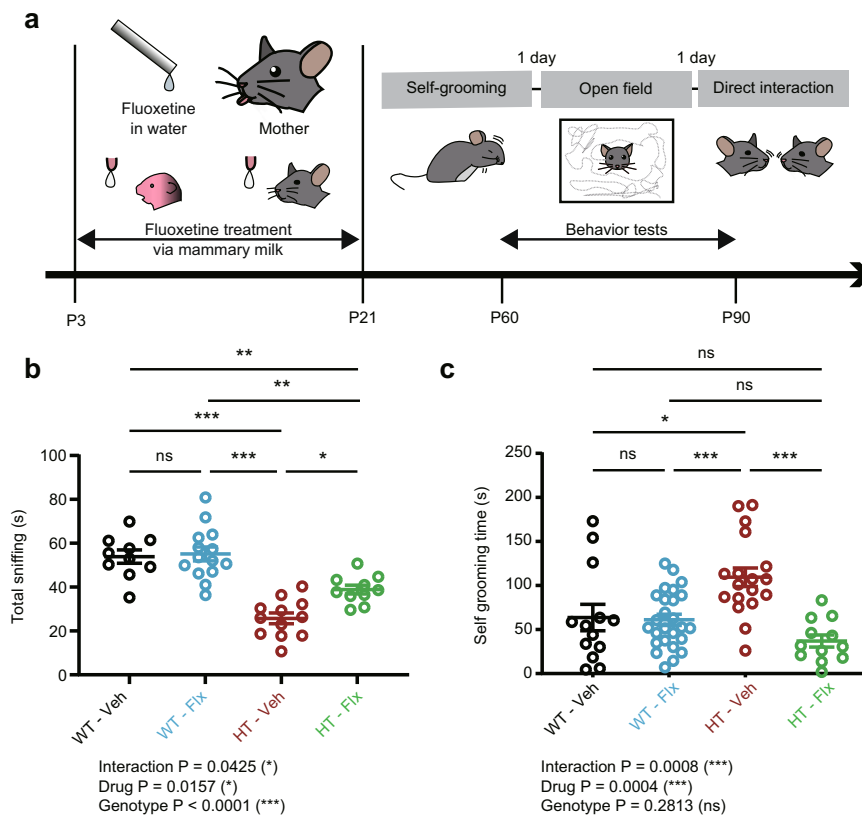 a
1 day
1 day
Self-grooming
Open field
Direct interaction
Fluoxetine
in water
Mother
Fluoxetine treatment
via mammary milk
Behavior tests
P3
P21
P60
P90
b
**
**
***
ns
***
*
Total sniffing (s)
100
80
60
40
20
0
WT - Veh
WT - Flx
HT - Veh
HT - Flx
Interaction P = 0.0425 (*)
Drug P = 0.0157 (*)
Genotype P < 0.0001 (***)
c
ns
ns
*
ns
***
***
Self grooming time (s)
250
200
150
100
50
0
WT - Veh
WT - Flx
HT - Veh
HT - Flx
Interaction P = 0.0008 (***)
Drug P = 0.0004 (***)
Genotype P = 0.2813 (ns)